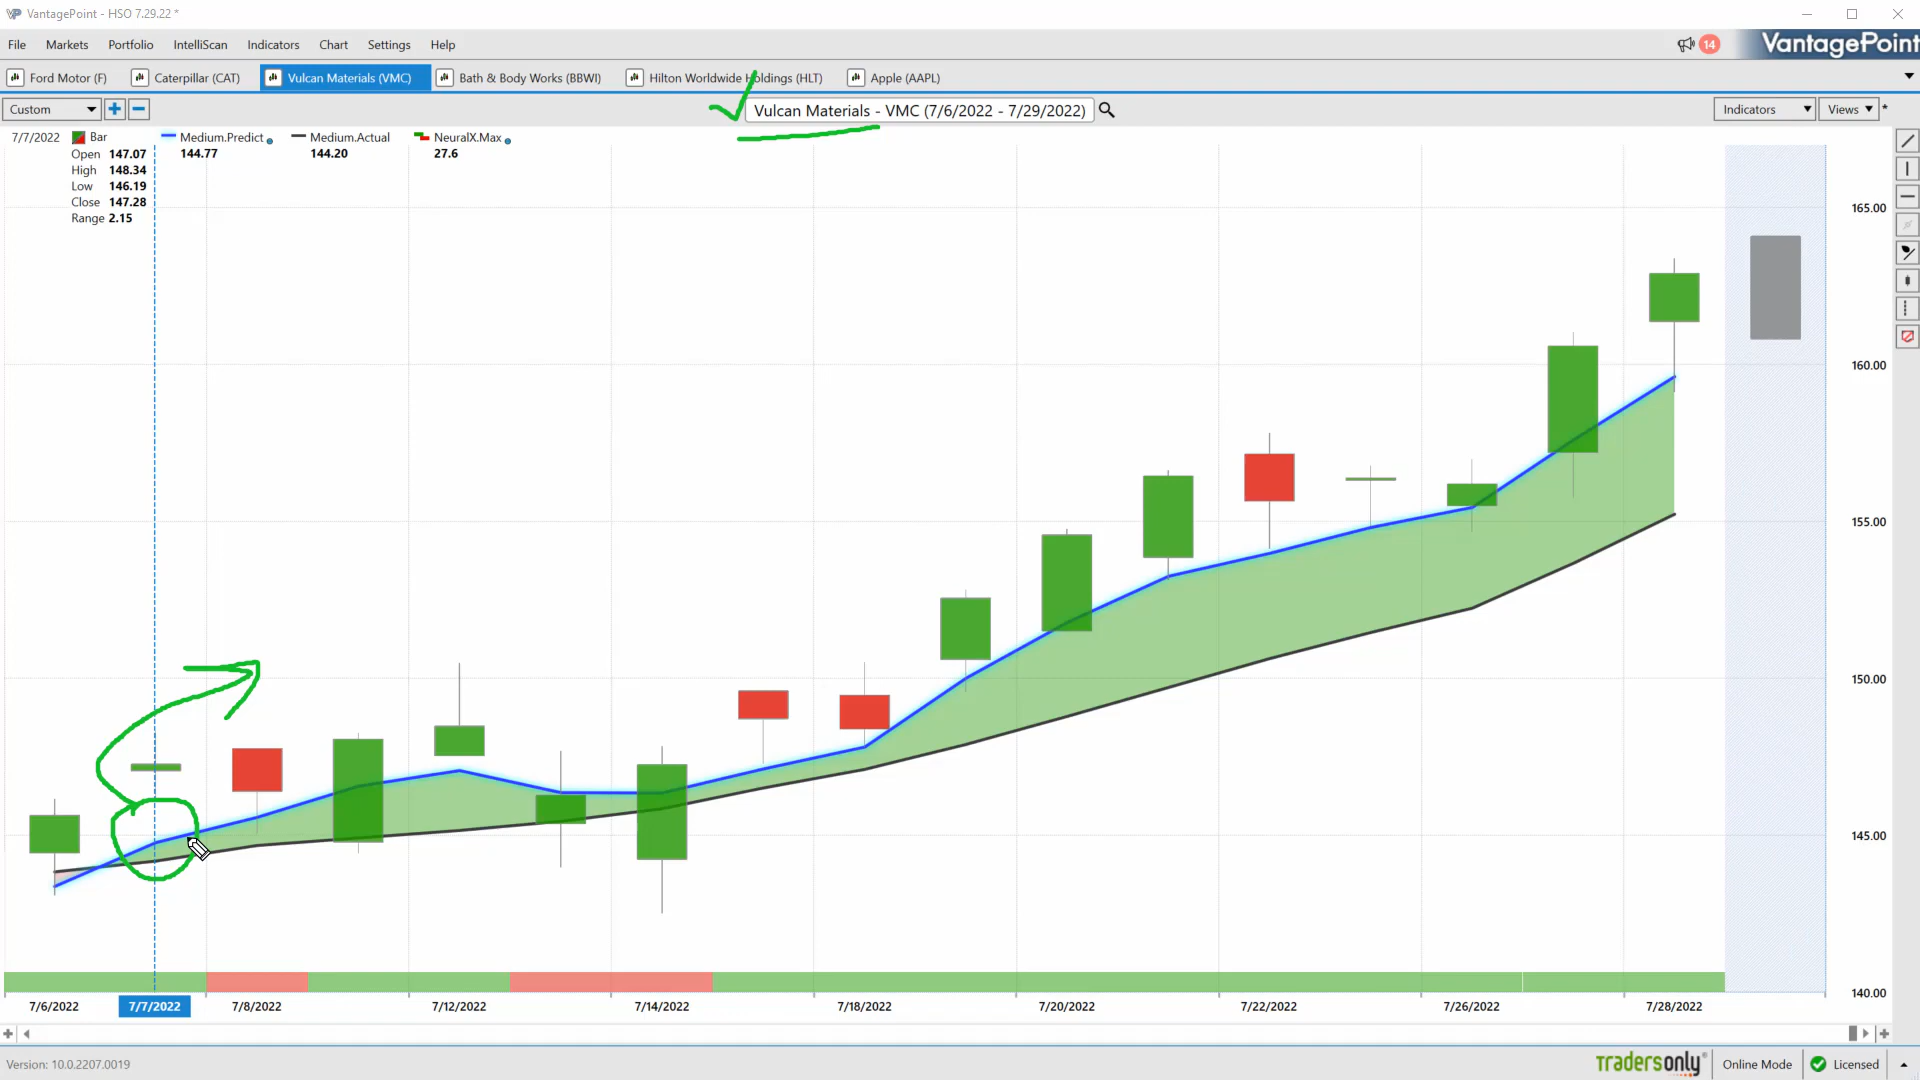 VantagePoint - HSO 7.29.22 *
File Markets Portfolio IntelliScan Indicators Chart Settings Help
14
VantagePoint
Ford Motor (F) Caterpillar (CAT) Vulcan Materials (VMC) Bath & Body Works (BBWI) Hilton Worldwide Holdings (HLT) Apple (AAPL)
Custom
Vulcan Materials - VMC (7/6/2022 - 7/29/2022)
Indicators Views *
7/7/2022 Bar Medium.Predict Medium.Actual NeuralX.Max
Open 147.07 144.77 144.20 27.6
High 148.34
Low 146.19
Close 147.28
Range 2.15
165.00
160.00
155.00
150.00
145.00
140.00
7/6/2022 7/7/2022 7/8/2022 7/12/2022 7/14/2022 7/18/2022 7/20/2022 7/22/2022 7/26/2022 7/28/2022
Version: 10.0.2207.0019
tradersonly Online Mode Licensed